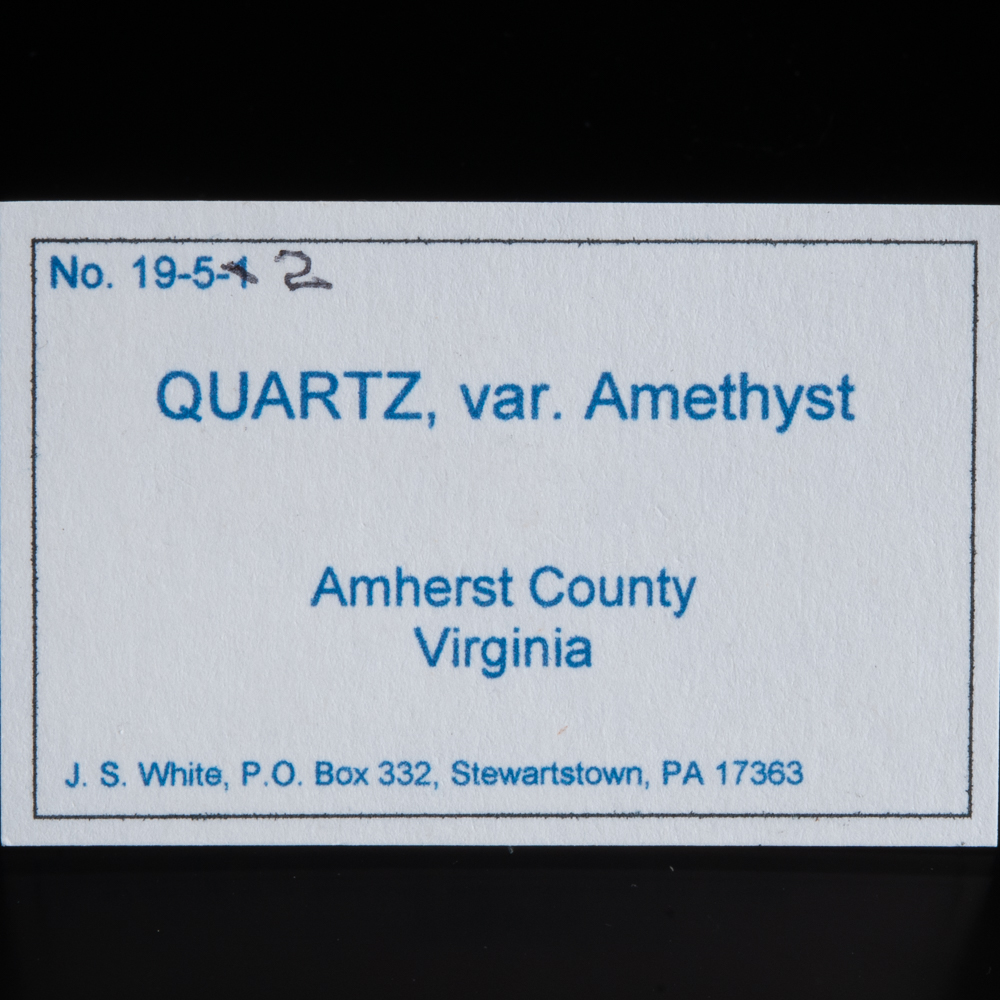 No. 19-5-1 2
QUARTZ, var. Amethyst
Amherst County
Virginia
J. S. White, P.O. Box 332, Stewartstown, PA 17363